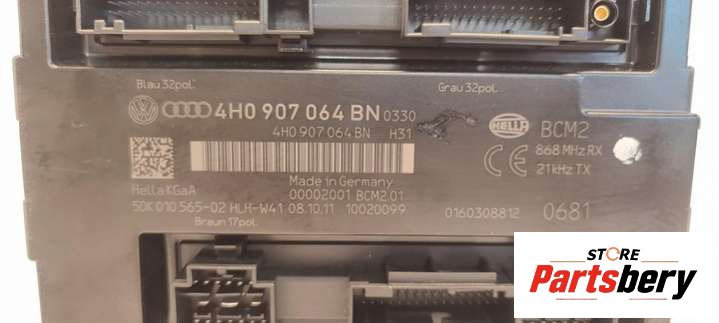 Blau 32pol.
Grau 32pol.
4H0 907 064 BN 0330
4H0 907 064 BN H31
HELLA BCM2
868 MHz RX
21 kHz TX
Made in Germany
Hella KGaA
00002001 BCM2.01
5DK 010 565-02 HLH-W41 08.10.11 10020099
0160308812 0681
Braun 17pol.
STORE
Partsbery